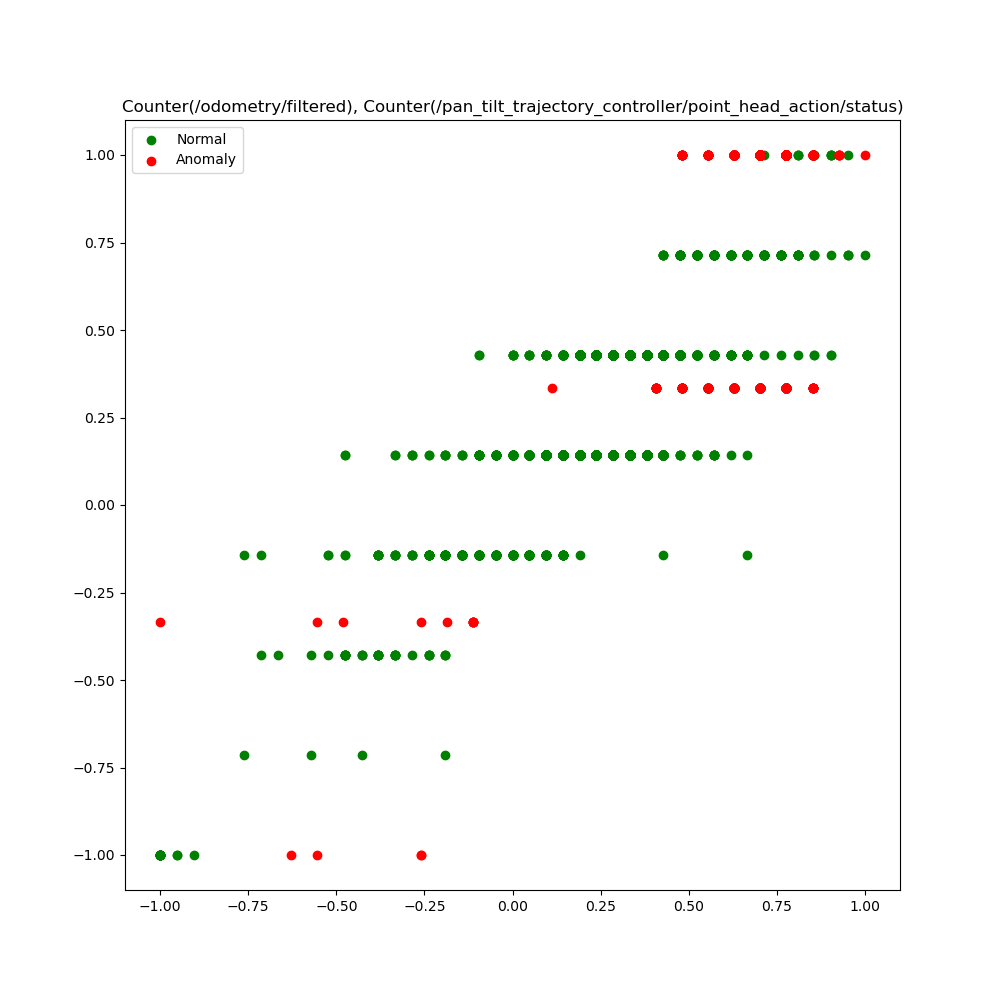 Counter(/odometry/filtered), Counter(/pan_tilt_trajectory_controller/point_head_action/status)
Normal
Anomaly
1.00
0.75
0.50
0.25
0.00
−0.25
−0.50
−0.75
−1.00
−1.00 −0.75 −0.50 −0.25 0.00 0.25 0.50 0.75 1.00